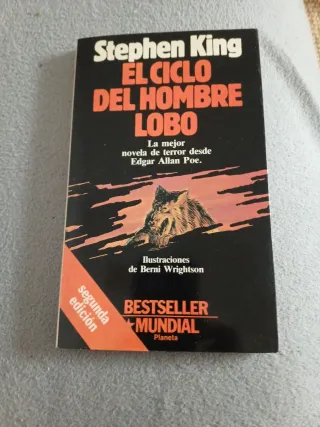 Stephen King
EL CICLO
DEL HOMBRE
LOBO
La mejor
novela de terror desde
Edgar Allan Poe.
Ilustraciones
de Berni Wrightson
segunda
edición
BESTSELLER
★MUNDIAL
Planeta